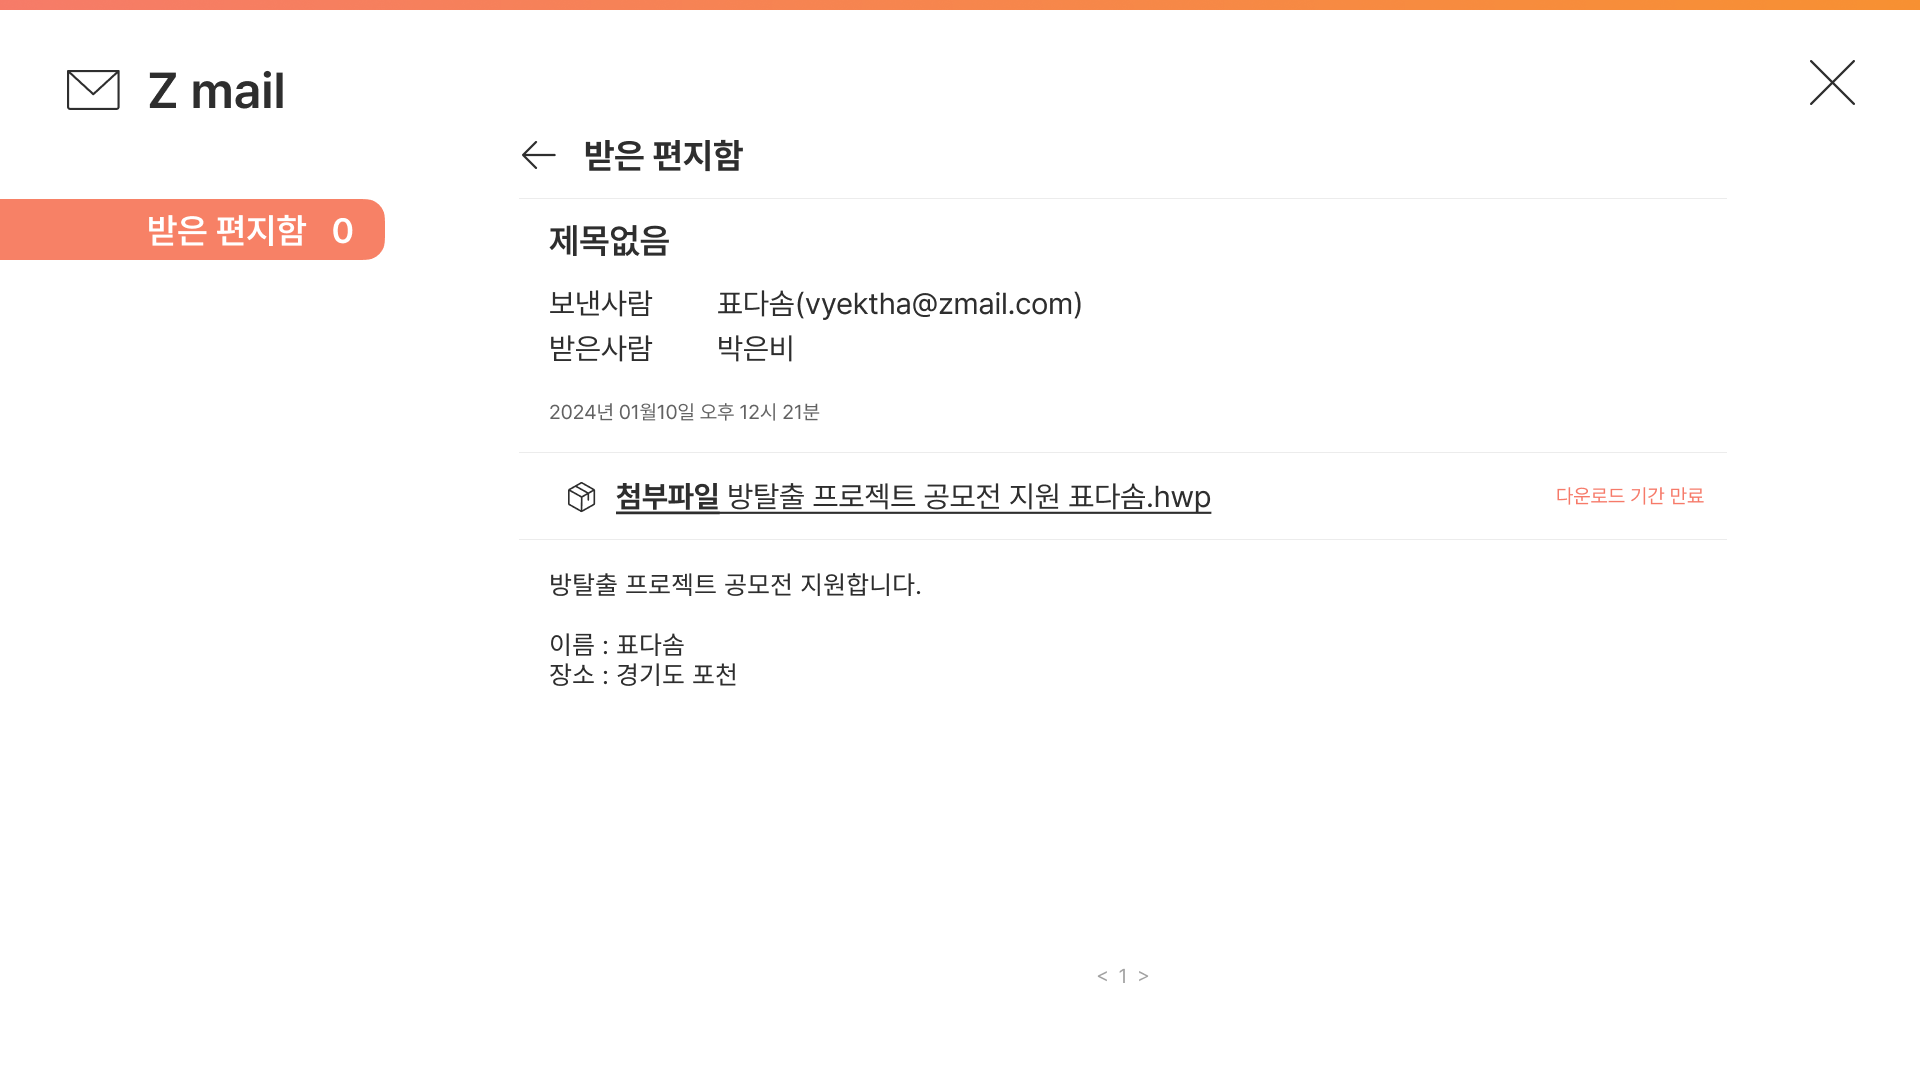 Z mail
받은 편지함 0
받은 편지함
제목없음
보낸사람 표다솜(vyektha@zmail.com)
받은사람 박은비
2024년 01월10일 오후 12시 21분
첨부파일 방탈출 프로젝트 공모전 지원 표다솜.hwp 다운로드 기간 만료
방탈출 프로젝트 공모전 지원합니다.
이름 : 표다솜
장소 : 경기도 포천
< 1 >